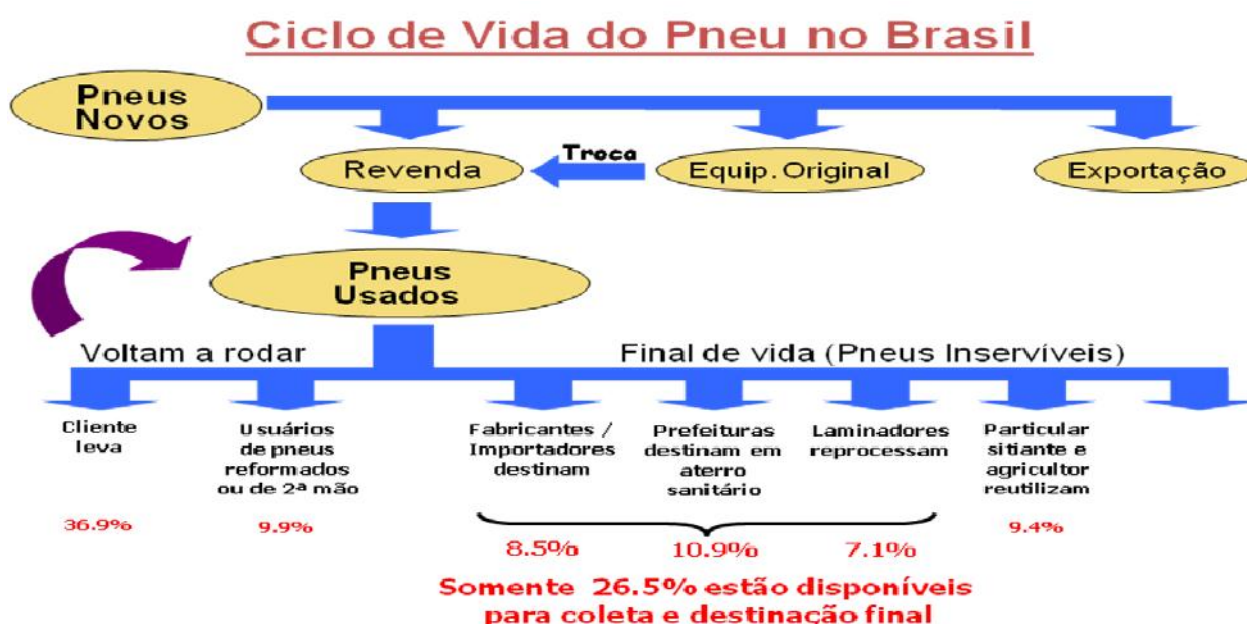 Ciclo de Vida do Pneu no Brasil
Pneus
Novos
Revenda
Troca
Equip. Original
Exportação
Pneus
Usados
Voltam a rodar
Final de vida (Pneus Inservíveis)
Cliente
leva
36.9%
Usuários
de pneus
reformados
ou de 2ª mão
9.9%
Fabricantes /
Importadores
destinam
8.5%
Prefeituras
destinam em
aterro
sanitário
10.9%
Laminadores
reprocessam
7.1%
Particular
sitiante e
agricultor
reutilizam
9.4%
Somente 26.5% estão disponíveis
para coleta e destinação final